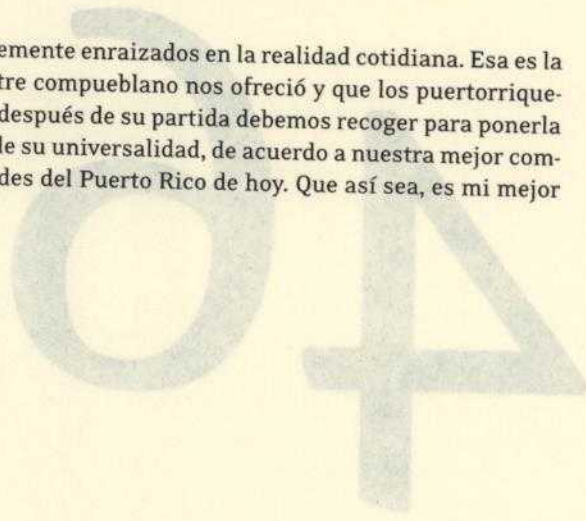 emente enraizados en la realidad cotidiana. Esa es la
tre compueblano nos ofreció y que los puertorrique-
después de su partida debemos recoger para ponerla
le su universalidad, de acuerdo a nuestra mejor com-
des del Puerto Rico de hoy. Que así sea, es mi mejor
46